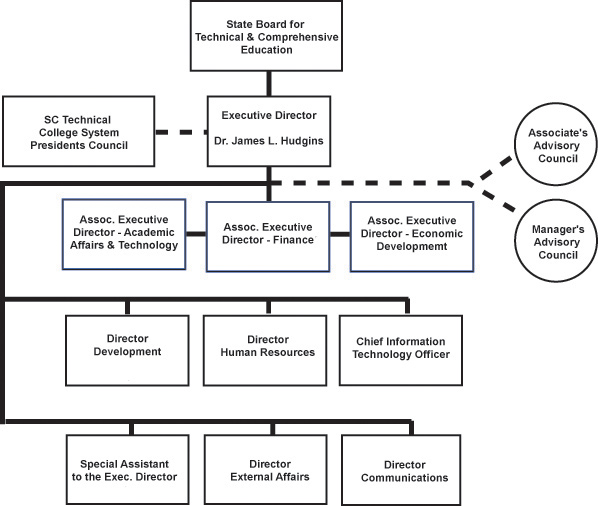 State Board for
Technical & Comprehensive
Education
SC Technical
College System
Presidents Council
Executive Director
Dr. James L. Hudgins
Associate's
Advisory
Council
Manager's
Advisory
Council
Assoc. Executive
Director - Academic
Affairs & Technology
Assoc. Executive
Director - Finance
Assoc. Executive
Director - Economic
Development
Director
Development
Director
Human Resources
Chief Information
Technology Officer
Special Assistant
to the Exec. Director
Director
External Affairs
Director
Communications